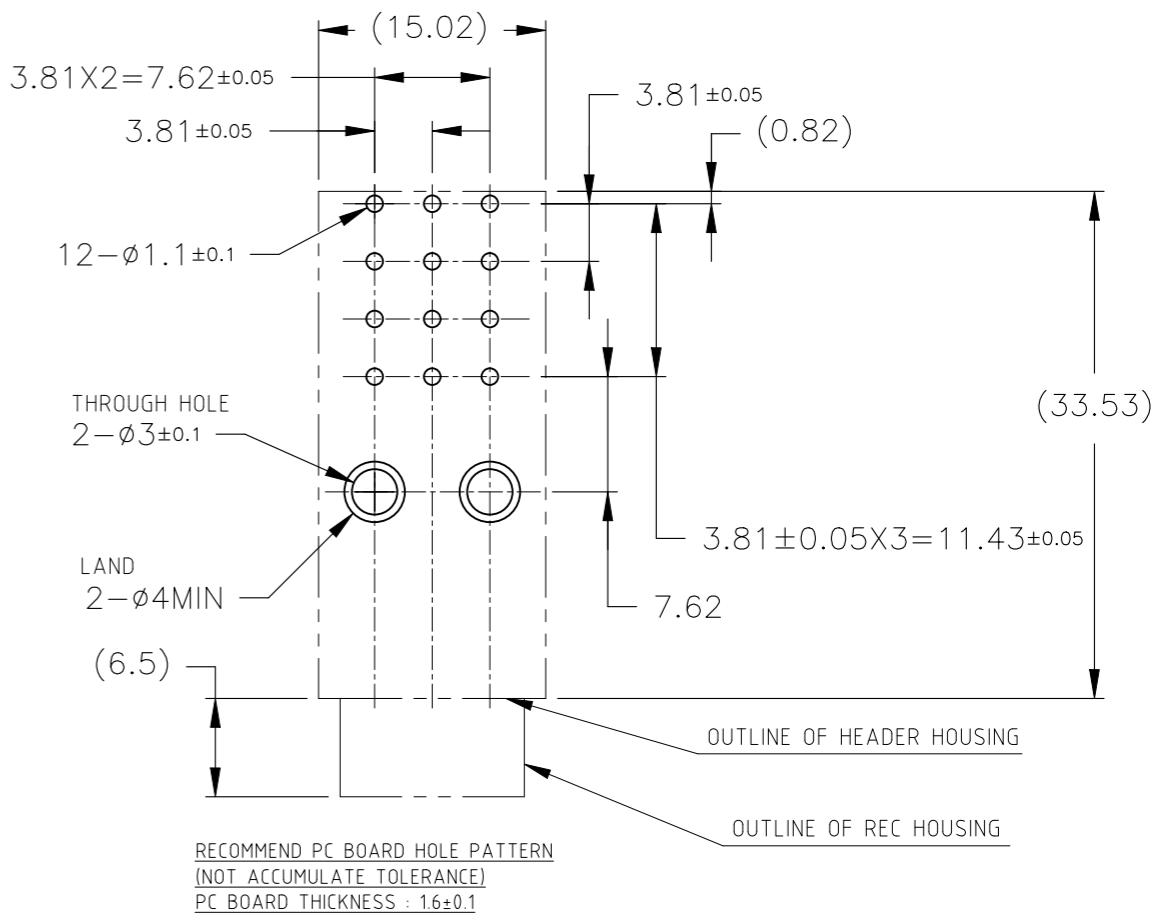 (15.02)
3.81X2=7.62±0.05
3.81±0.05
3.81±0.05
(0.82)
12-ø1.1±0.1
THROUGH HOLE
2-ø3±0.1
(33.53)
3.81±0.05X3=11.43±0.05
LAND
2-ø4MIN
7.62
(6.5)
OUTLINE OF HEADER HOUSING
OUTLINE OF REC HOUSING
RECOMMEND PC BOARD HOLE PATTERN
(NOT ACCUMULATE TOLERANCE)
PC BOARD THICKNESS : 1.6±0.1